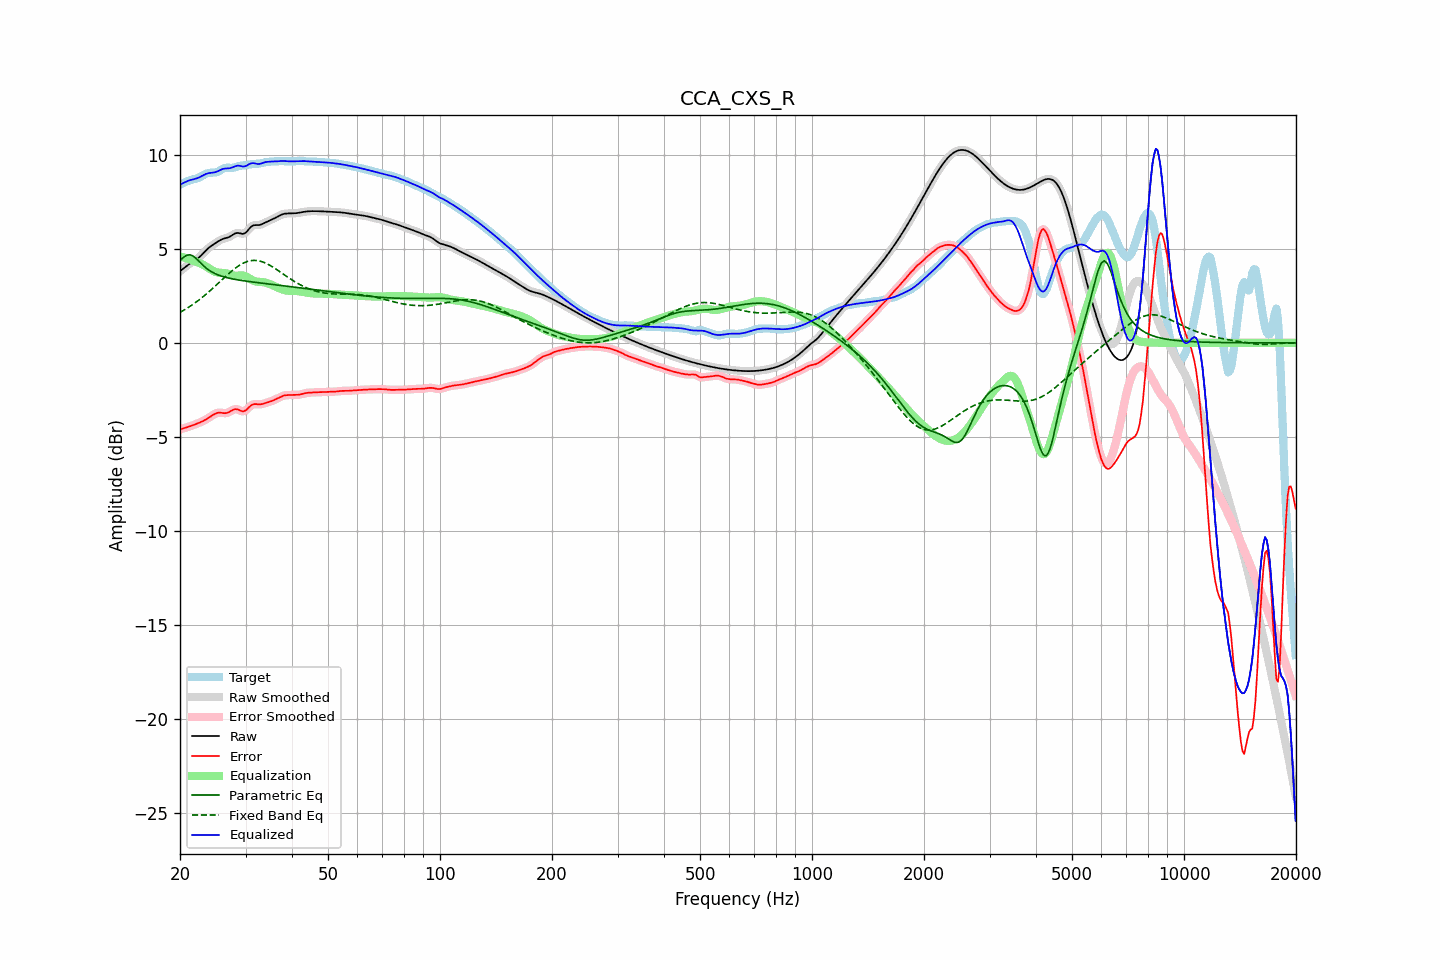 CCA_CXS_R
10
5
0
−5
−10
−15
−20
−25
Amplitude (dBr)
Target
Raw Smoothed
Error Smoothed
Raw
Error
Equalization
Parametric Eq
Fixed Band Eq
Equalized
20 50 100 200 500 1000 2000 5000 10000 20000
Frequency (Hz)